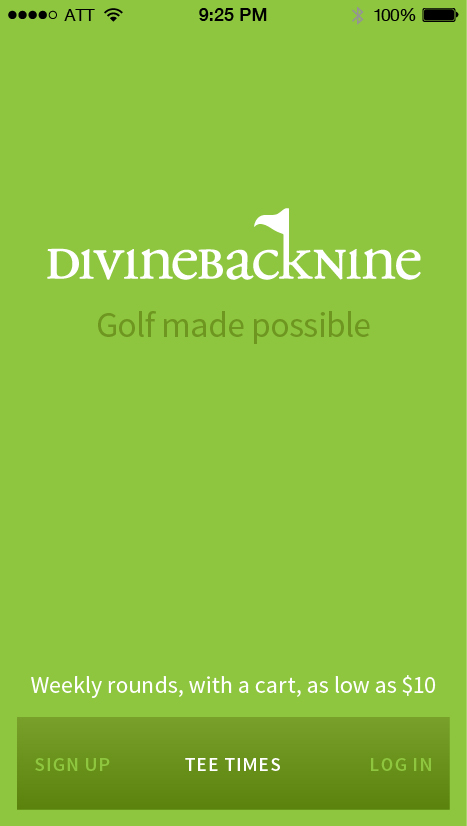 ATT 9:25 PM 100%
DIVINEBACKNINE
Golf made possible
Weekly rounds, with a cart, as low as $10
SIGN UP TEE TIMES LOG IN